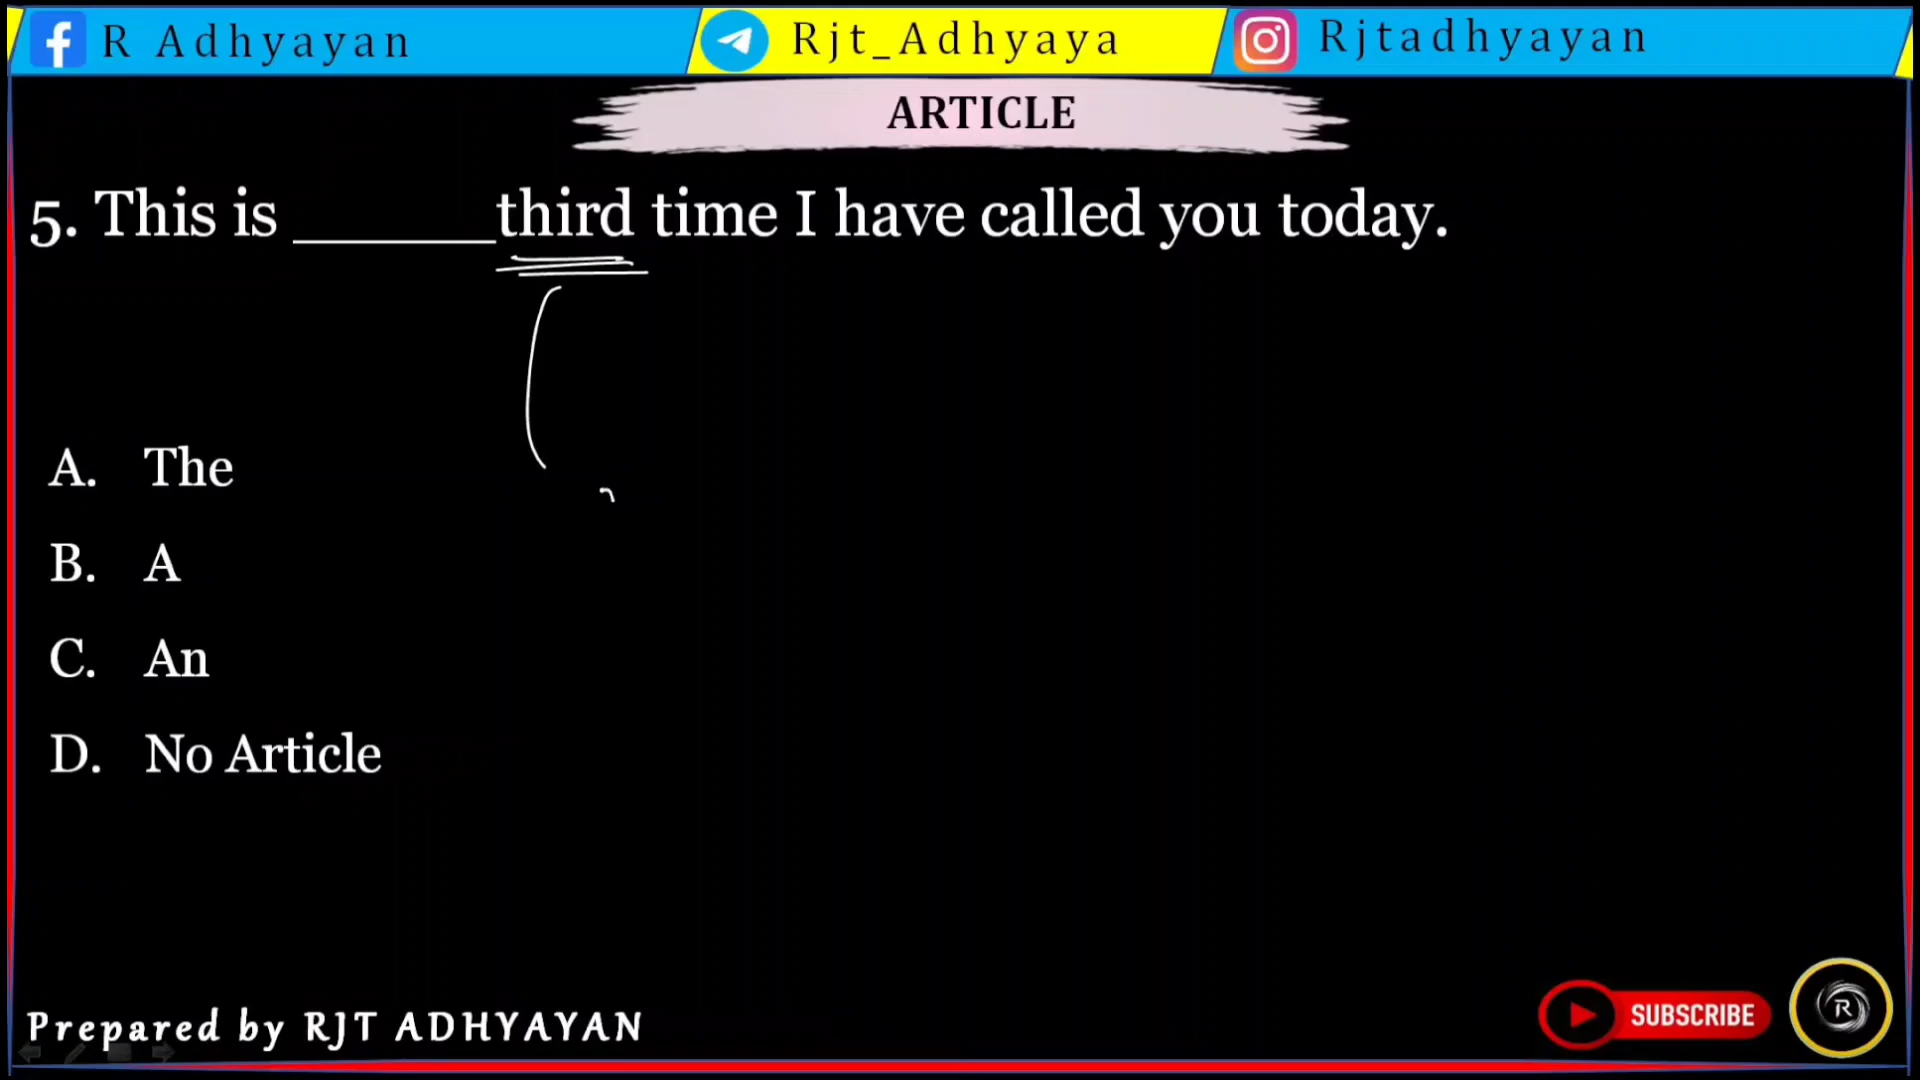 R Adhyayan
Rjt_Adhyaya
Rjtadhyayan
ARTICLE
5. This is ______third time I have called you today.
A. The
B. A
C. An
D. No Article
Prepared by RJT ADHYAYAN
SUBSCRIBE
R